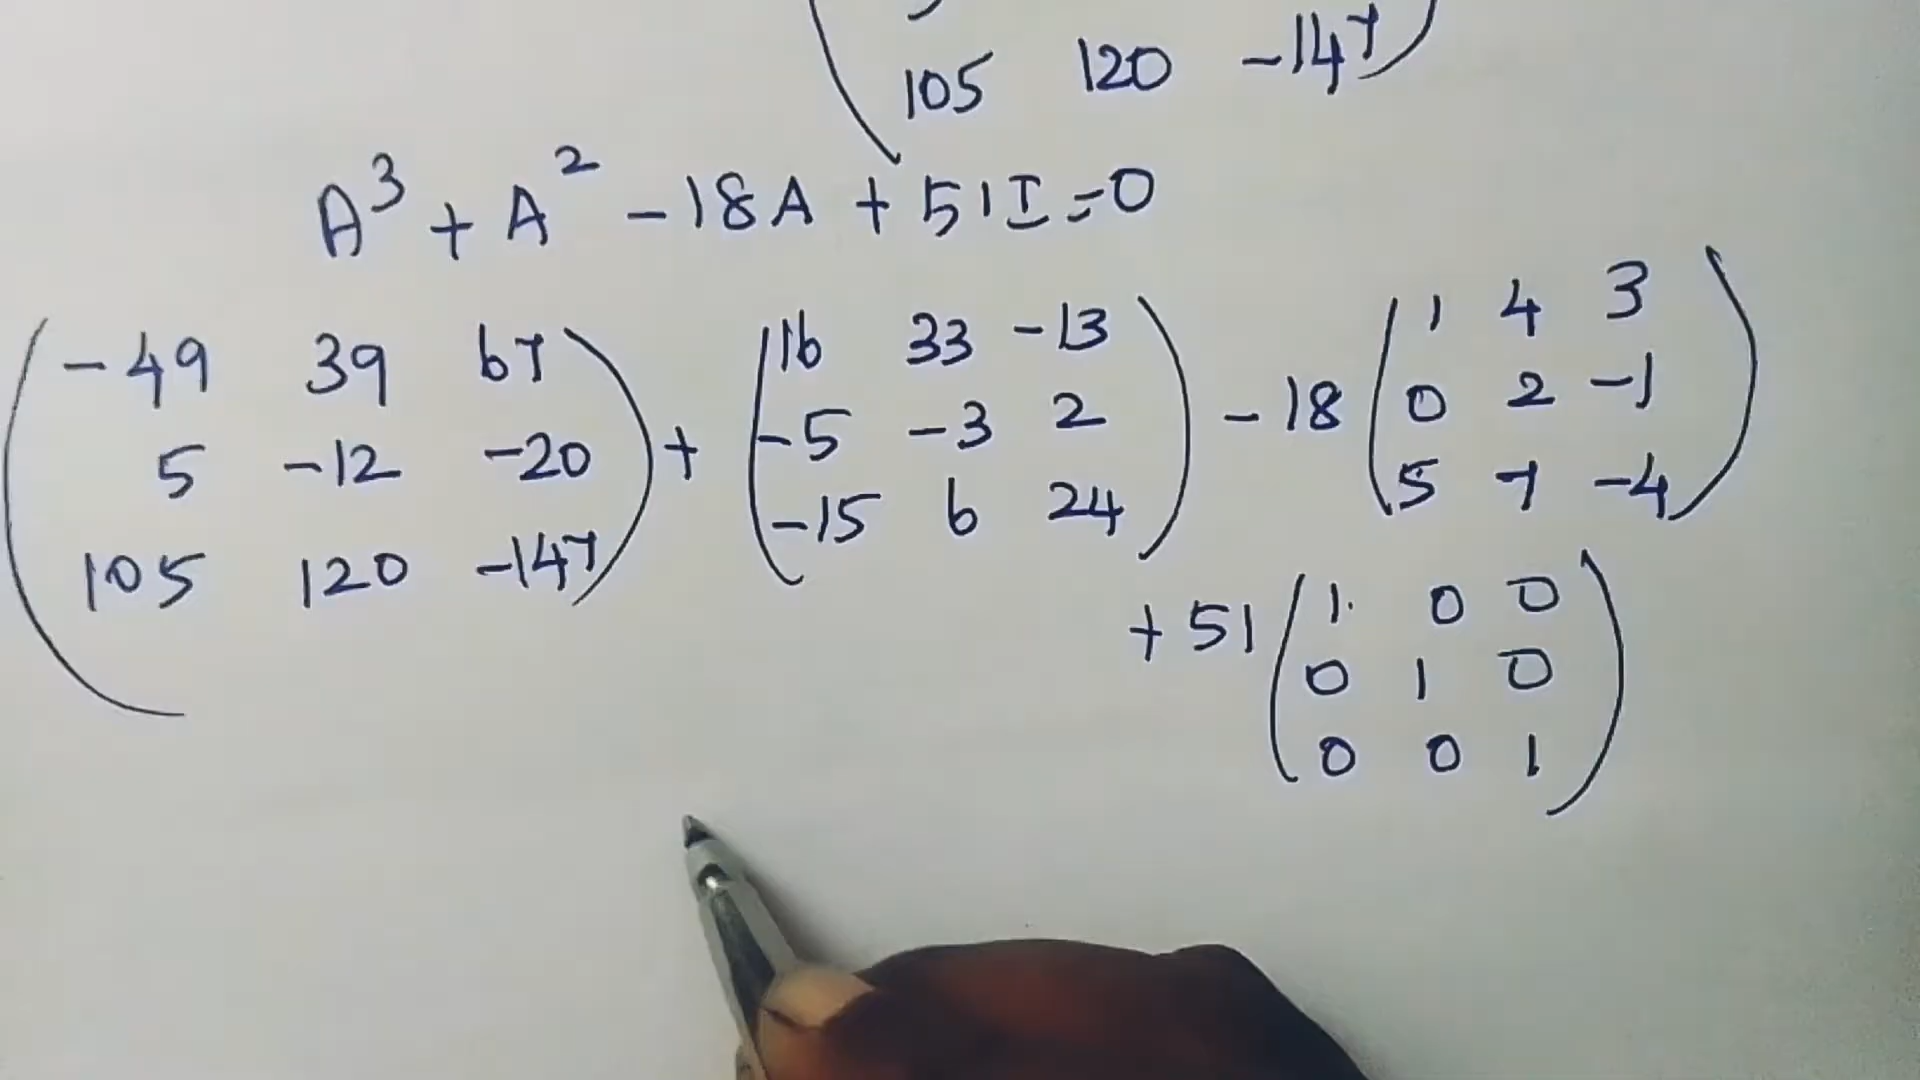 105 120 -147
A³ + A² - 18A + 51I = 0
-49 39 67 16 33 -13 1 4 3
5 -12 -20 + -5 -3 2 - 18 0 2 -1
105 120 -147 -15 6 24 5 7 -4
1 0 0
+ 51 0 1 0
0 0 1